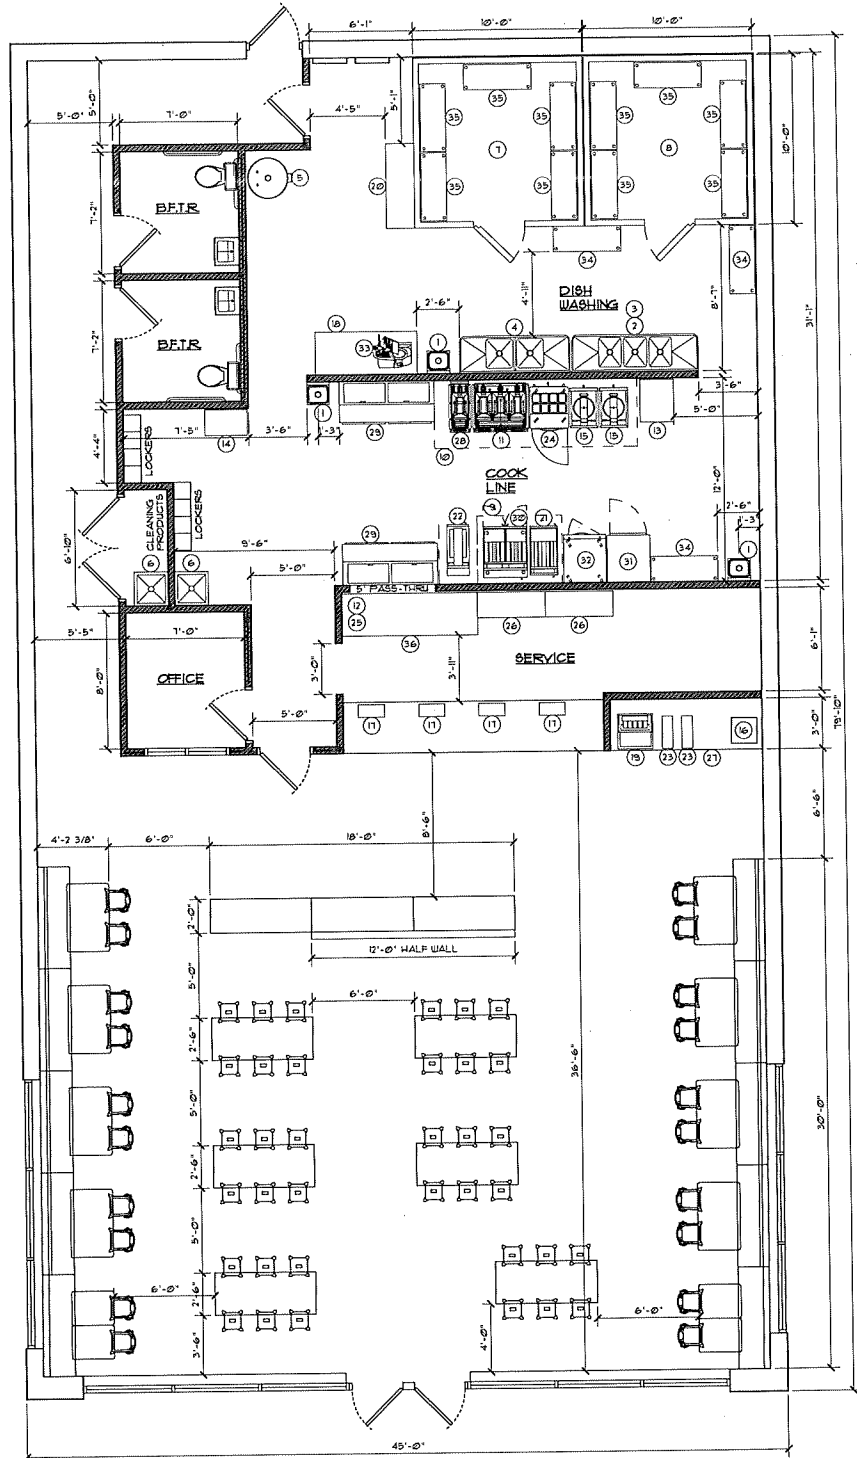 6'-1" 10'-0" 10'-0"
5'-0" 7'-0" 5'-0"
4'-5" 5'-1"
35 35
35 35 35 35
7 8
10'-0"
35 35 35 35
5
20
B.F.T.R.
7'-2"
34 34
4'-11"
DISH
WASHING
8'-7"
31'-1"
2'-6"
3
4 2
18
33 1
B.F.T.R.
7'-2"
3'-6"
5'-0"
1
1'-3"
29
28 11 24 15 15 13
10
14
7'-5" 3'-6"
4'-4"
LOCKERS
COOK
LINE
12'-0"
2'-6"
1'-3"
CLEANING
PRODUCTS
LOCKERS
6'-10"
9'-6"
5'-0"
22 9 30 21
29
32 31 34 1
6 6
5' PASS-THRU
12
25
26 26
36
5'-5"
7'-0"
8'-0"
OFFICE
3'-0"
3'-11"
SERVICE
6'-1"
5'-0"
17 17 17 17
19 23 23 27 16
3'-0"
79'-10"
4'-2 3/8" 6'-0" 18'-0" 8'-6"
6'-6"
2'-0"
12'-0" HALF WALL
5'-0"
6'-0"
2'-6"
36'-6"
5'-0"
30'-0"
2'-6"
5'-0"
6'-0"
2'-6"
6'-0"
3'-6"
4'-0"
45'-0"